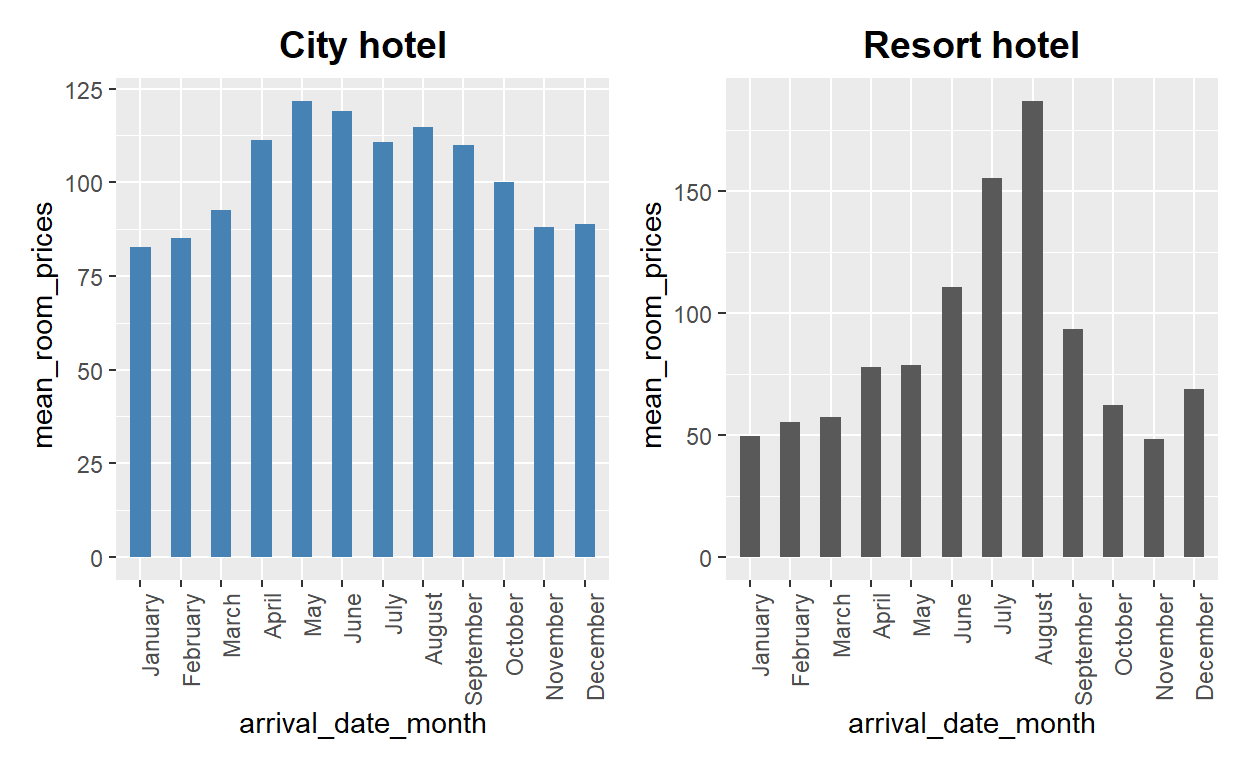 City hotel
mean_room_prices
125
100
75
50
25
0
January
February
March
April
May
June
July
August
September
October
November
December
arrival_date_month
Resort hotel
mean_room_prices
150
100
50
0
January
February
March
April
May
June
July
August
September
October
November
December
arrival_date_month